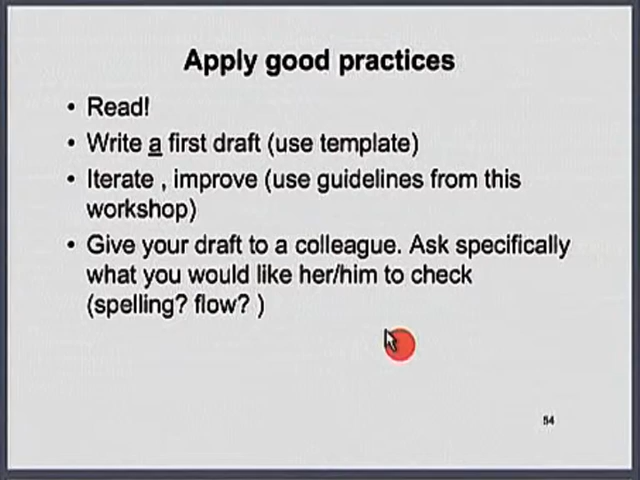 Apply good practices
• Read!
• Write a first draft (use template)
• Iterate , improve (use guidelines from this
workshop)
• Give your draft to a colleague. Ask specifically
what you would like her/him to check
(spelling? flow? )
54